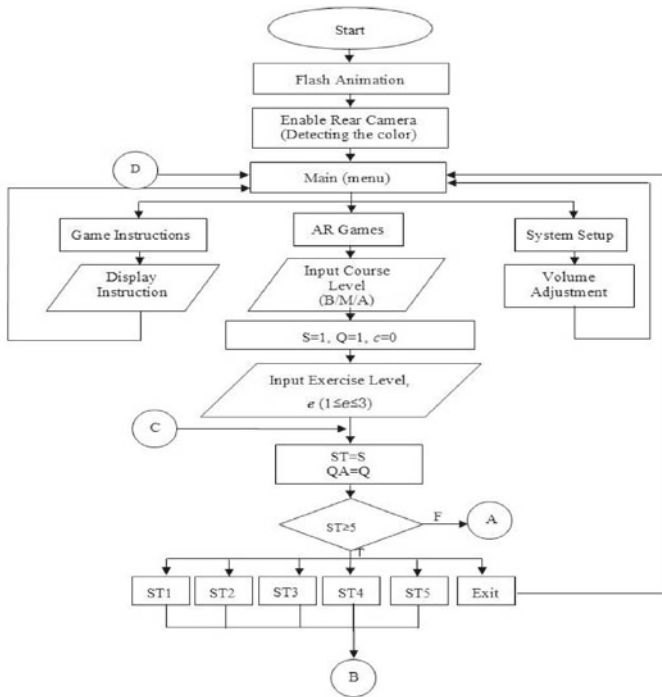 Start
Flash Animation
Enable Rear Camera
(Detecting the color)
D
Main (menu)
Game Instructions
AR Games
System Setup
Display
Instruction
Input Course
Level
(B/M/A)
Volume
Adjustment
S=1, Q=1, c=0
Input Exercise Level,
e (1≤e≤3)
C
ST=S
QA=Q
ST≥5
F
A
T
ST1
ST2
ST3
ST4
ST5
Exit
B